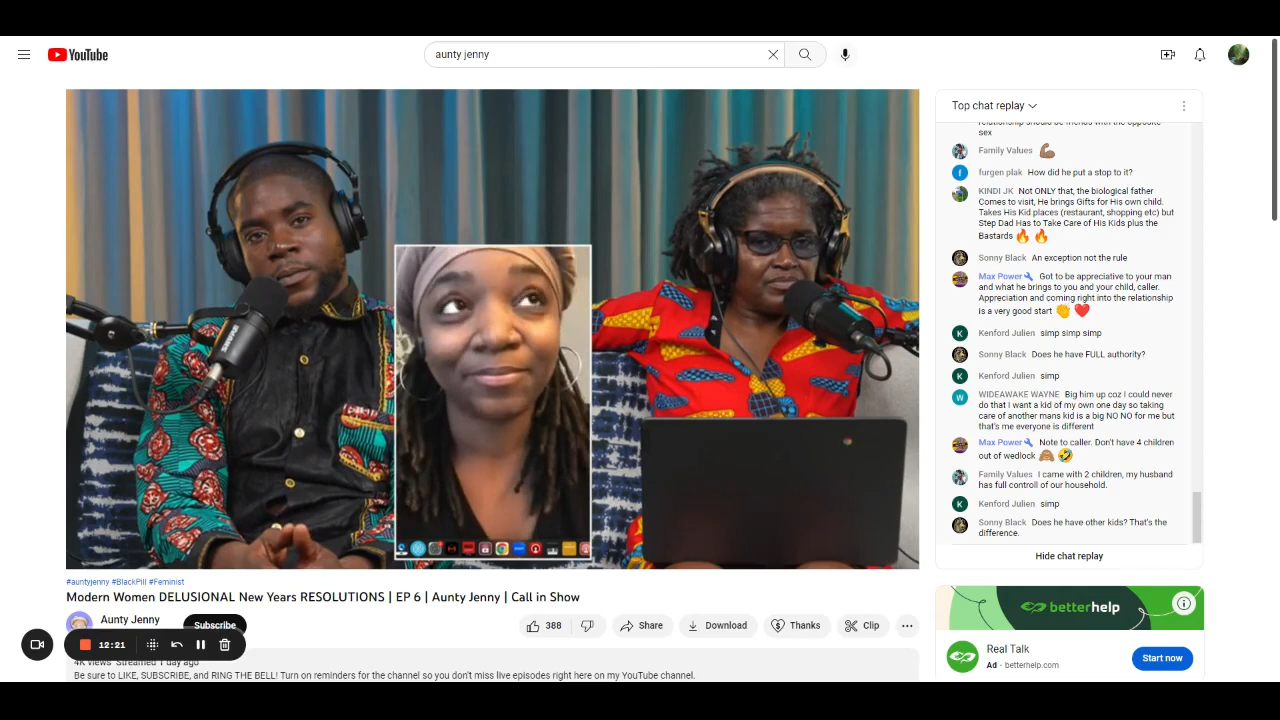 YouTube
aunty jenny
Top chat replay
relationship should be friends with the opposite
sex
Family Values
furgen plak How did he put a stop to it?
KINDI JK Not ONLY that, the biological father
Comes to visit, He brings Gifts for His own child.
Takes His Kid places (restaurant, shopping etc) but
Step Dad Has to Take Care of His Kids plus the
Bastards 🔥 🔥
Sonny Black An exception not the rule
Max Power Got to be appreciative to your man
and what he brings to you and your child, caller.
Appreciation and coming right into the relationship
is a very good start 👏 ❤️
Kenford Julien simp simp simp
Sonny Black Does he have FULL authority?
Kenford Julien simp
WIDEAWAKE WAYNE Big him up coz I could never
do that I want a kid of my own one day so taking
care of another mans kid is a big NO NO for me but
that's me everyone is different
Max Power Note to caller. Don't have 4 children
out of wedlock 🙈 🤣
Family Values I came with 2 children, my husband
has full controll of our household.
Kenford Julien simp
Sonny Black Does he have other kids? That's the
difference.
Hide chat replay
#auntyjenny #BlackPill #Feminist
Modern Women DELUSIONAL New Years RESOLUTIONS | EP 6 | Aunty Jenny | Call in Show
Aunty Jenny
Subscribe
388
Share
Download
Thanks
Clip
12:21
4K views Streamed 1 day ago
Be sure to LIKE, SUBSCRIBE, and RING THE BELL! Turn on reminders for the channel so you don't miss live episodes right here on my YouTube channel.
betterhelp
Real Talk
Ad · betterhelp.com
Start now